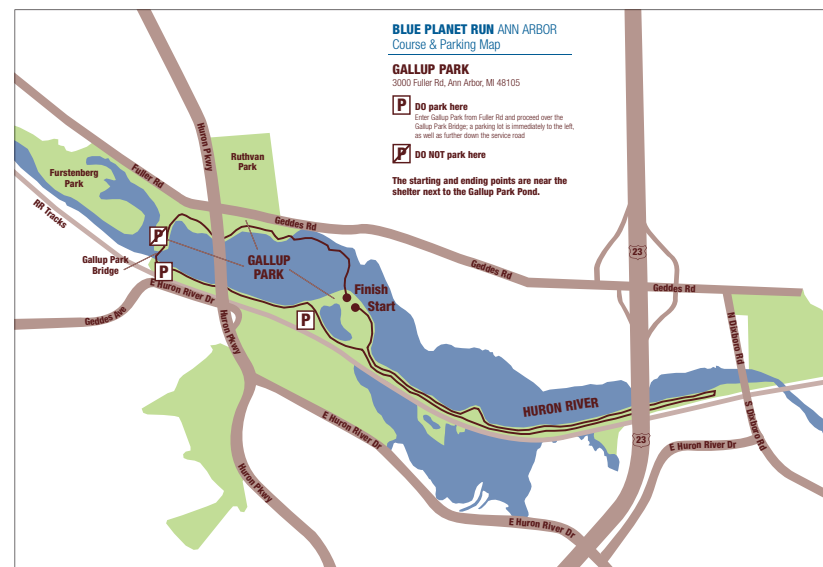 BLUE PLANET RUN ANN ARBOR
Course & Parking Map
GALLUP PARK
3000 Fuller Rd, Ann Arbor, MI 48105
P DO park here
Enter Gallup Park from Fuller Rd and proceed over the
Gallup Park Bridge; a parking lot is immediately to the left,
as well as further down the service road
P DO NOT park here
The starting and ending points are near the
shelter next to the Gallup Park Pond.
Huron Pkwy
Ruthvan
Park
Furstenberg
Park
Fuller Rd
RR Tracks
Geddes Rd
P
GALLUP
PARK
Gallup Park
Bridge
P
Geddes Rd
23
Geddes Rd
E Huron River Dr
Finish
Start
Geddes Ave
Huron Pkwy
P
N Dixboro Rd
HURON RIVER
E Huron River Dr
S Dixboro Rd
23
E Huron River Dr
Huron Pkwy
E Huron River Dr